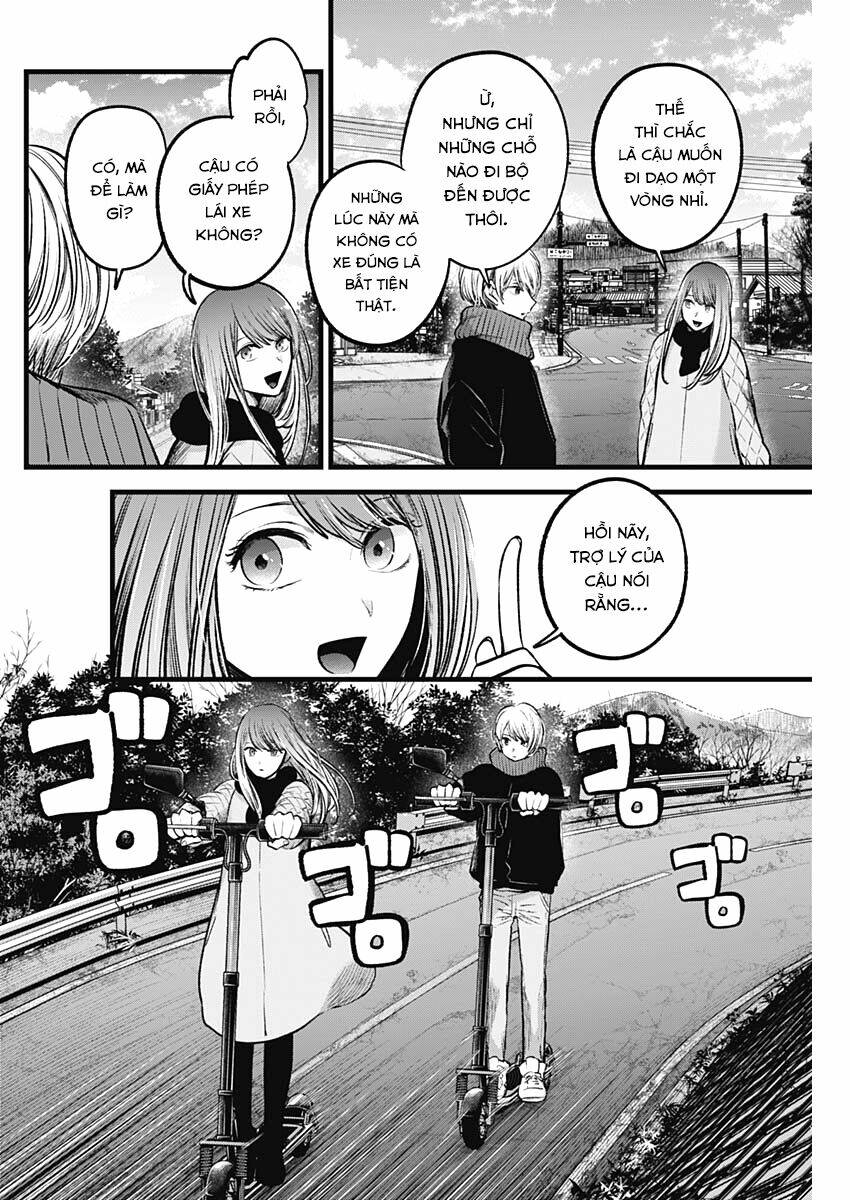 THẾ
THÌ CHẮC
LÀ CẬU MUỐN
ĐI DẠO MỘT
VÒNG NHỈ.
Ừ,
NHƯNG CHỈ
NHỮNG CHỖ
NÀO ĐI BỘ
ĐẾN ĐƯỢC
THÔI.
NHỮNG
LÚC NÀY MÀ
KHÔNG CÓ
XE ĐÚNG LÀ
BẤT TIỆN
THẬT.
PHẢI
RỒI,
CẬU CÓ
GIẤY PHÉP
LÁI XE
KHÔNG?
CÓ, MÀ
ĐỂ LÀM
GÌ?
HỒI NÃY,
TRỢ LÝ CỦA
CẬU NÓI
RẰNG...
ゴ。
ゴ。
ゴ。
ゴ。